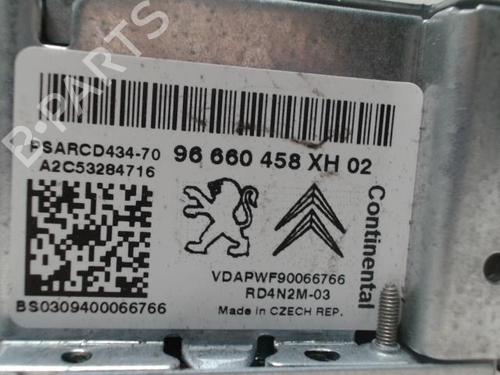 PSARCD434-70 96 660 458 XH 02
A2C53284716
Continental
VDAPWF90066766
RD4N2M-03
BS0309400066766 Made in CZECH REP.
B-PARTS